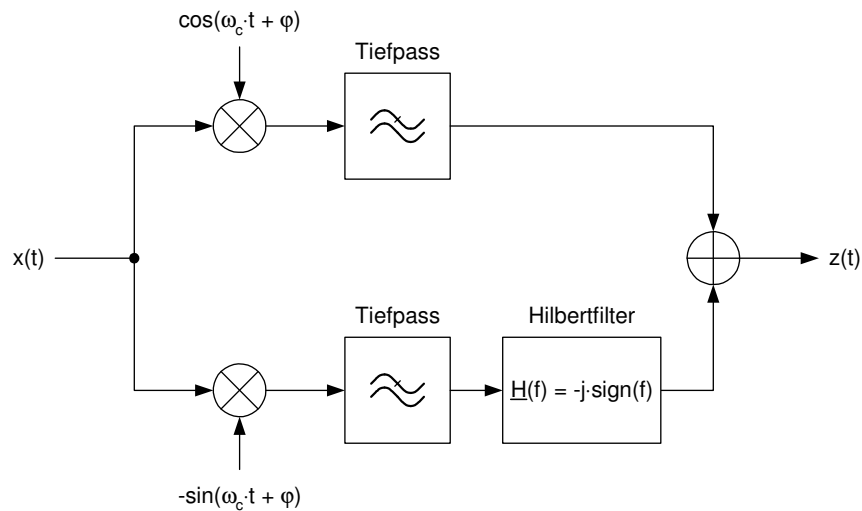 cos(ω_c·t + φ)
Tiefpass
x(t)
z(t)
Tiefpass
Hilbertfilter
H(f) = -j·sign(f)
-sin(ω_c·t + φ)